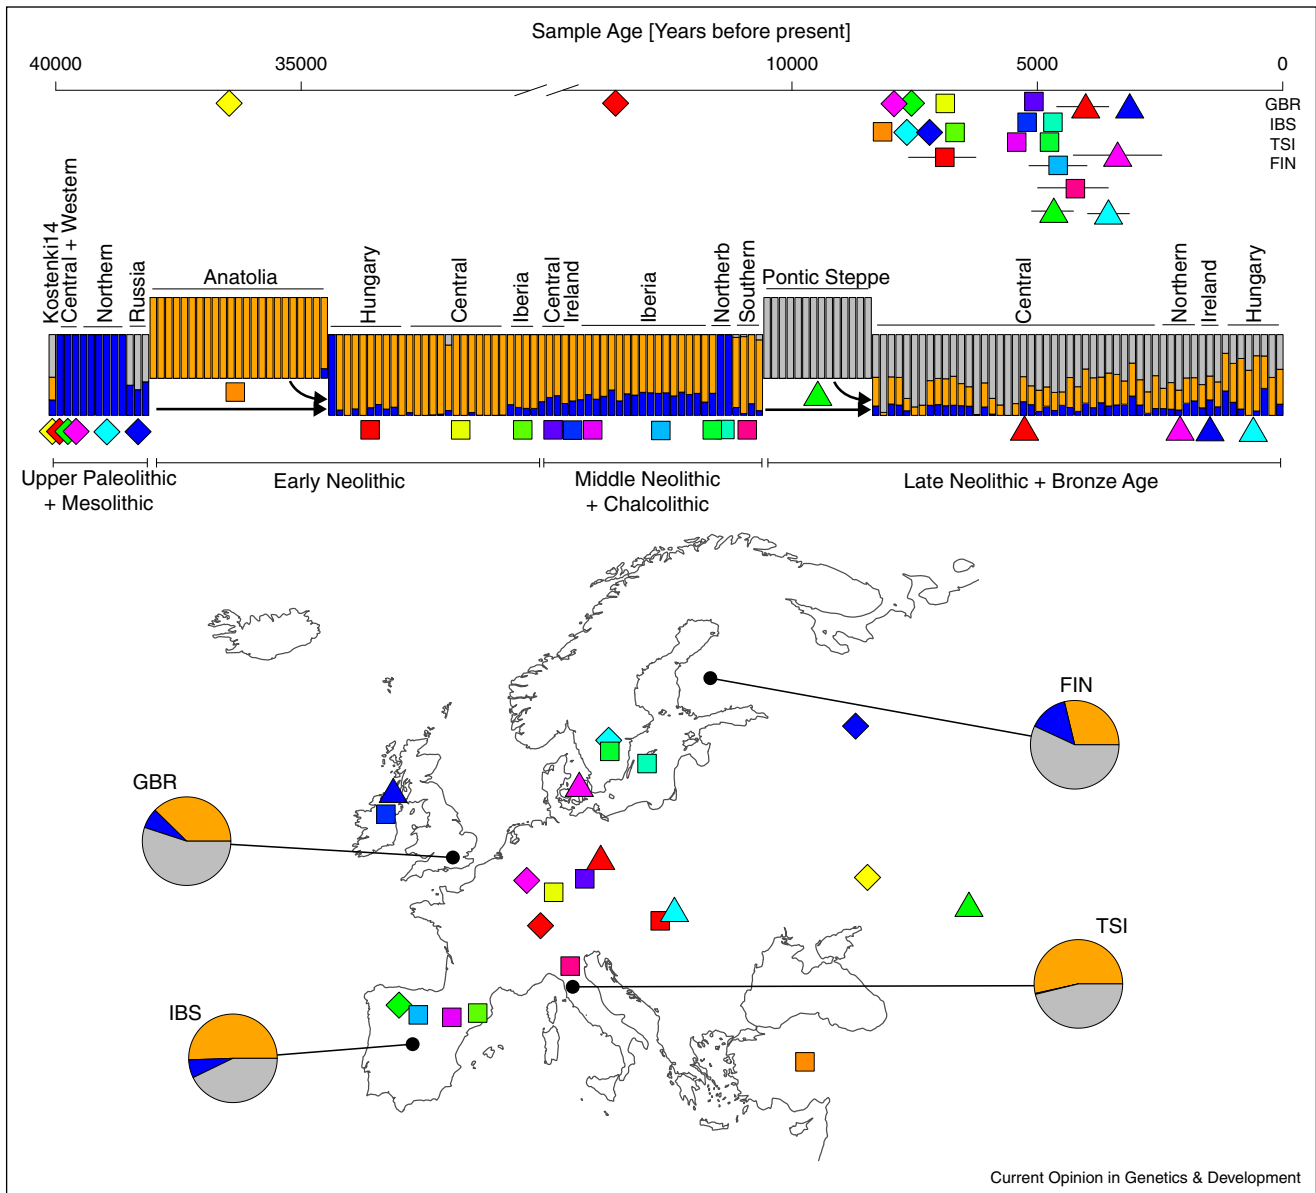 Sample Age [Years before present]
40000 35000 10000 5000 0
GBR
IBS
TSI
FIN
Kostenki14
Central + Western
Northern
Russia
Anatolia
Hungary
Central
Iberia
Central
Ireland
Iberia
Northerb
Southern
Pontic Steppe
Central
Northern
Ireland
Hungary
Upper Paleolithic
+ Mesolithic
Early Neolithic
Middle Neolithic
+ Chalcolithic
Late Neolithic + Bronze Age
FIN
GBR
TSI
IBS
Current Opinion in Genetics & Development